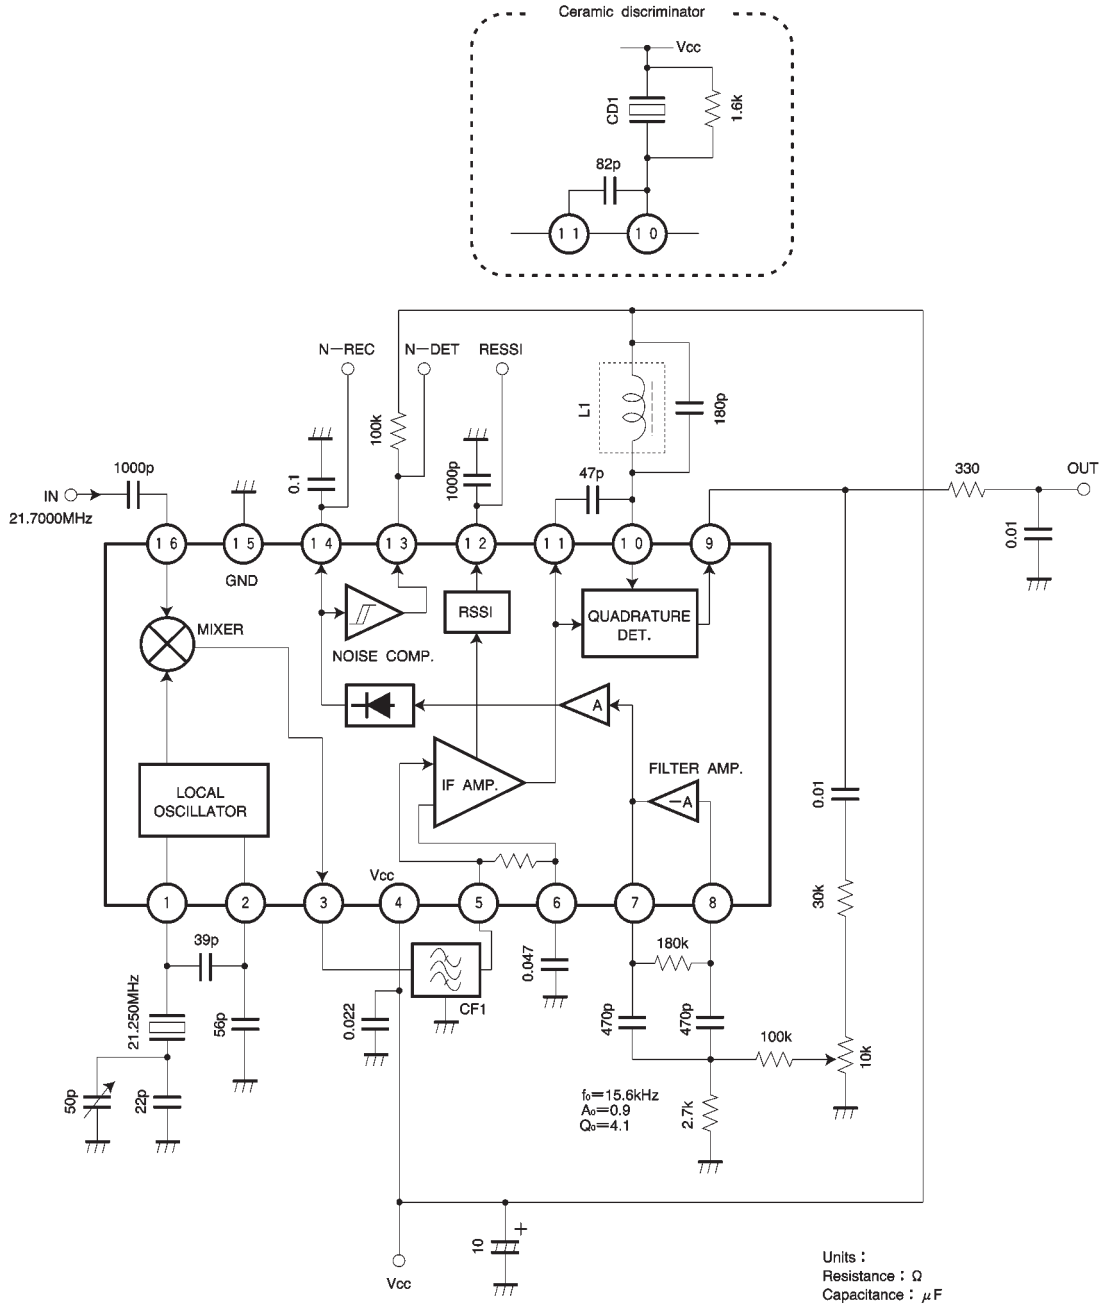 Ceramic discriminator
Vcc
CD1
1.6k
82p
11
10
N-REC
N-DET
RESSI
L1
180p
100k
0.1
1000p
47p
1000p
IN
21.7000MHz
330
OUT
0.01
16
15
14
13
12
11
10
9
GND
MIXER
NOISE COMP.
RSSI
QUADRATURE
DET.
A
LOCAL
OSCILLATOR
IF AMP.
FILTER AMP.
-A
0.01
Vcc
1
2
3
4
5
6
7
8
30k
39p
180k
21.250MHz
56p
0.022
CF1
0.047
470p
470p
100k
10k
50p
22p
2.7k
fo=15.6kHz
Ao=0.9
Qo=4.1
10
+
Vcc
Units :
Resistance : Ω
Capacitance : μF